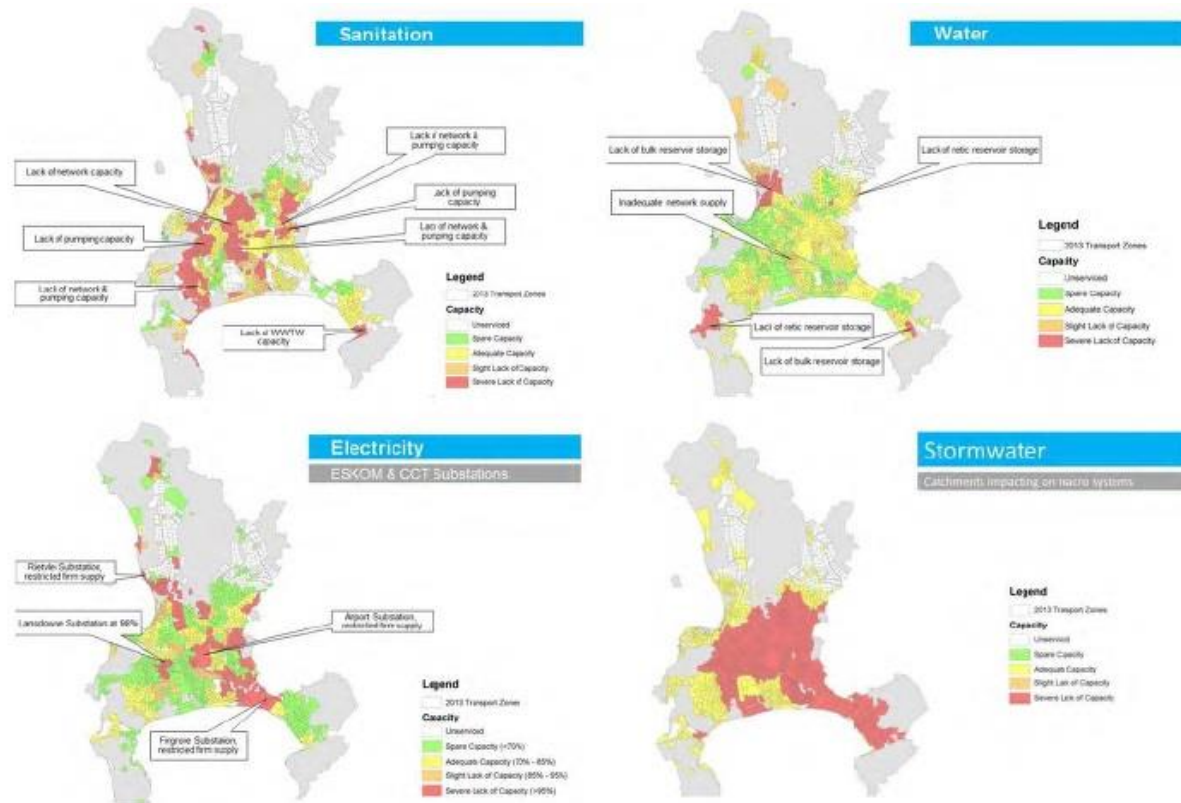 Sanitation
Lack of network &
pumping capacity
Lack of network capacity
Lack of pumping
capacity
Lack of network &
pumping capacity
Lack of pumping capacity
Lack of network &
pumping capacity
Lack of WWTW
capacity
Legend
2013 Transport Zones
Capacity
Unserviced
Spare Capacity
Adequate Capacity
Slight Lack of Capacity
Severe Lack of Capacity
Water
Lack of bulk reservoir storage
Lack of retic reservoir storage
Inadequate network supply
Lack of retic reservoir storage
Lack of bulk reservoir storage
Legend
2013 Transport Zones
Capacity
Unserviced
Spare Capacity
Adequate Capacity
Slight Lack of Capacity
Severe Lack of Capacity
Electricity
ESKOM & CCT Substations
Rietvlei Substation,
restricted firm supply
Lansdowne Substation at 98%
Airport Substation,
restricted firm supply
Firgrove Substation,
restricted firm supply
Legend
2013 Transport Zones
Capacity
Unserviced
Spare Capacity (<70%)
Adequate Capacity (70% - 85%)
Slight Lack of Capacity (85% - 95%)
Severe Lack of Capacity (>95%)
Stormwater
Catchments impacting on macro systems
Legend
2013 Transport Zones
Capacity
Unserviced
Spare Capacity
Adequate Capacity
Slight Lack of Capacity
Severe Lack of Capacity